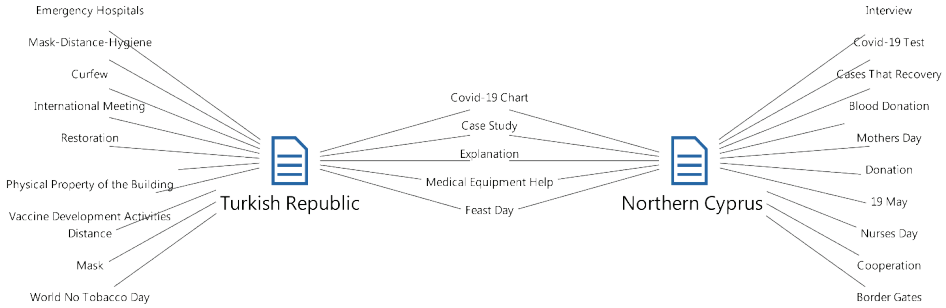 Emergency Hospitals
Mask-Distance-Hygiene
Curfew
International Meeting
Restoration
Physical Property of the Building
Vaccine Development Activities
Distance
Mask
World No Tobacco Day
Turkish Republic
Covid-19 Chart
Case Study
Explanation
Medical Equipment Help
Feast Day
Northern Cyprus
Interview
Covid-19 Test
Cases That Recovery
Blood Donation
Mothers Day
Donation
19 May
Nurses Day
Cooperation
Border Gates